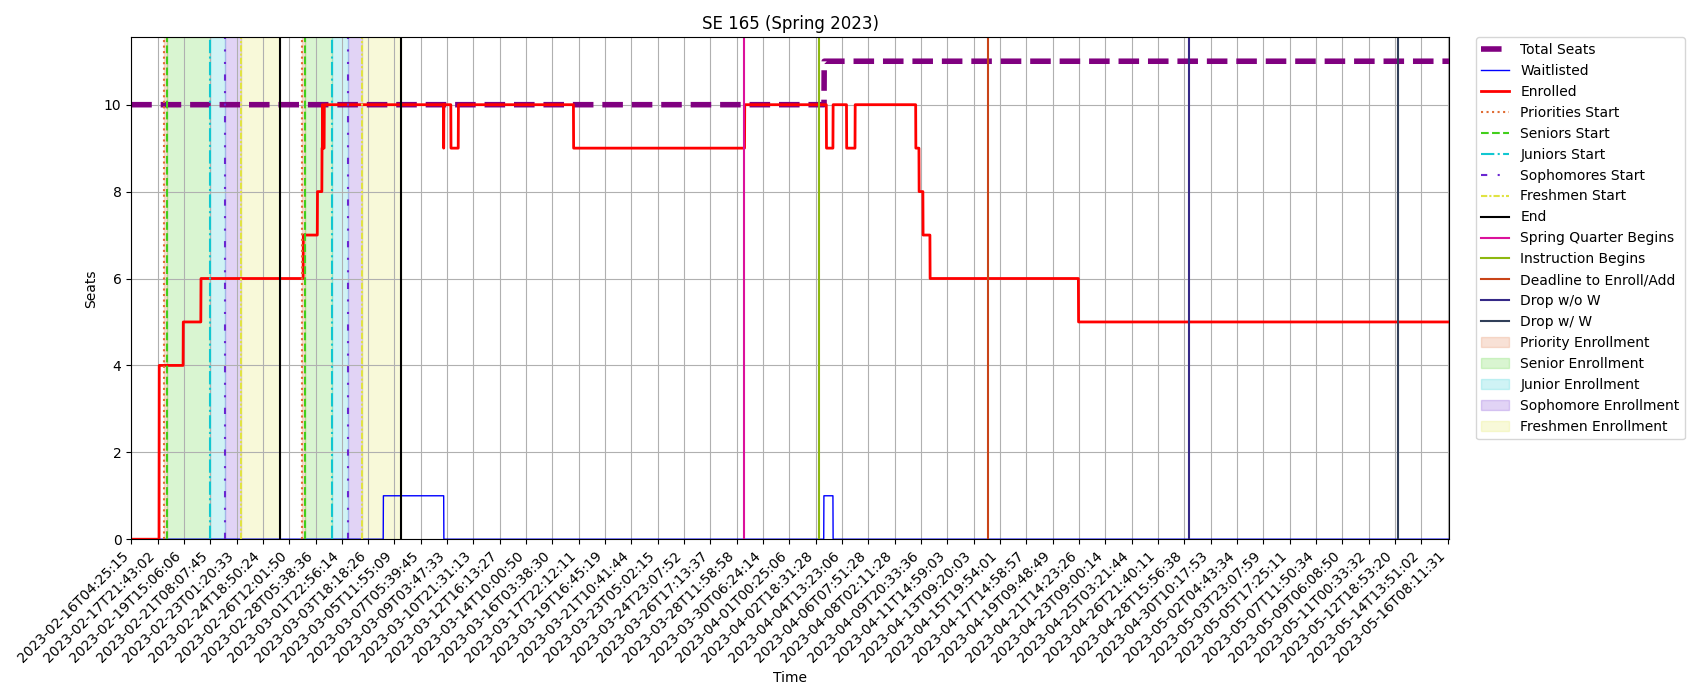 SE 165 (Spring 2023)
Seats
10
8
6
4
2
0
2023-02-16T04:25:15
2023-02-17T21:43:02
2023-02-19T15:06:06
2023-02-21T08:07:45
2023-02-23T01:20:33
2023-02-24T18:50:24
2023-02-26T12:01:50
2023-02-28T05:38:36
2023-03-01T22:56:14
2023-03-03T18:18:26
2023-03-05T11:55:09
2023-03-07T05:39:45
2023-03-09T03:47:33
2023-03-10T21:31:13
2023-03-12T16:13:27
2023-03-14T10:00:50
2023-03-16T03:38:30
2023-03-17T22:12:11
2023-03-19T16:45:19
2023-03-21T10:41:44
2023-03-23T05:02:15
2023-03-24T23:07:52
2023-03-26T17:13:37
2023-03-28T11:58:58
2023-03-30T06:24:14
2023-04-01T00:25:06
2023-04-02T18:31:28
2023-04-04T13:23:06
2023-04-06T07:51:28
2023-04-08T02:11:28
2023-04-09T20:33:36
2023-04-11T14:59:03
2023-04-13T09:20:03
2023-04-15T19:54:01
2023-04-17T14:58:57
2023-04-19T09:48:49
2023-04-21T14:23:26
2023-04-23T09:00:14
2023-04-25T03:21:44
2023-04-26T21:40:11
2023-04-28T15:56:38
2023-04-30T10:17:53
2023-05-02T04:43:34
2023-05-03T23:07:59
2023-05-05T17:25:11
2023-05-07T11:50:34
2023-05-09T06:08:50
2023-05-11T00:33:32
2023-05-12T18:53:20
2023-05-14T13:51:02
2023-05-16T08:11:31
Time
Total Seats
Waitlisted
Enrolled
Priorities Start
Seniors Start
Juniors Start
Sophomores Start
Freshmen Start
End
Spring Quarter Begins
Instruction Begins
Deadline to Enroll/Add
Drop w/o W
Drop w/ W
Priority Enrollment
Senior Enrollment
Junior Enrollment
Sophomore Enrollment
Freshmen Enrollment